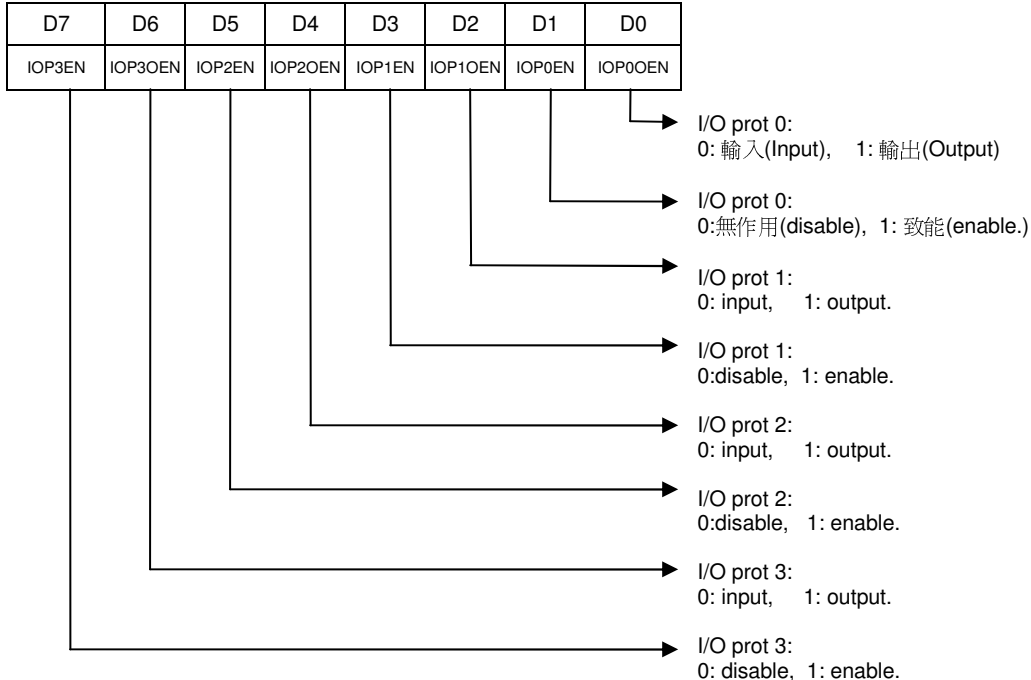 D7 D6 D5 D4 D3 D2 D1 D0
IOP3EN IOP3OEN IOP2EN IOP2OEN IOP1EN IOP1OEN IOP0EN IOP0OEN
I/O prot 0:
0: 輸入(Input), 1: 輸出(Output)
I/O prot 0:
0:無作用(disable), 1: 致能(enable.)
I/O prot 1:
0: input, 1: output.
I/O prot 1:
0:disable, 1: enable.
I/O prot 2:
0: input, 1: output.
I/O prot 2:
0:disable, 1: enable.
I/O prot 3:
0: input, 1: output.
I/O prot 3:
0: disable, 1: enable.